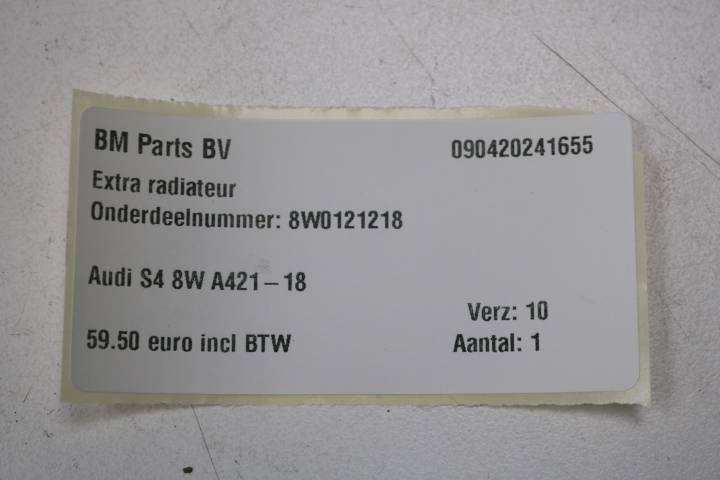 BM Parts BV 090420241655
Extra radiateur
Onderdeelnummer: 8W0121218
Audi S4 8W A421-18
Verz: 10
59.50 euro incl BTW Aantal: 1